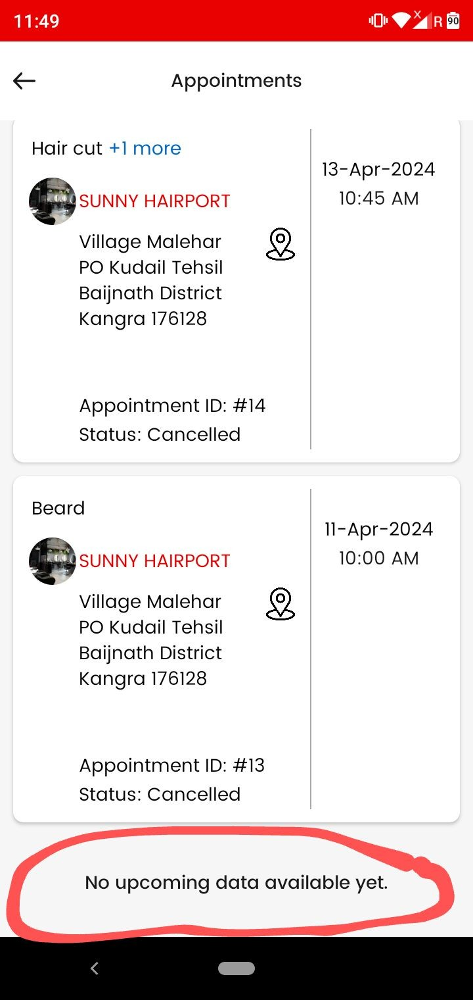 11:49
X
R
90
Appointments
Hair cut +1 more
13-Apr-2024
10:45 AM
SUNNY HAIRPORT
Village Malehar
PO Kudail Tehsil
Baijnath District
Kangra 176128
Appointment ID: #14
Status: Cancelled
Beard
11-Apr-2024
10:00 AM
SUNNY HAIRPORT
Village Malehar
PO Kudail Tehsil
Baijnath District
Kangra 176128
Appointment ID: #13
Status: Cancelled
No upcoming data available yet.